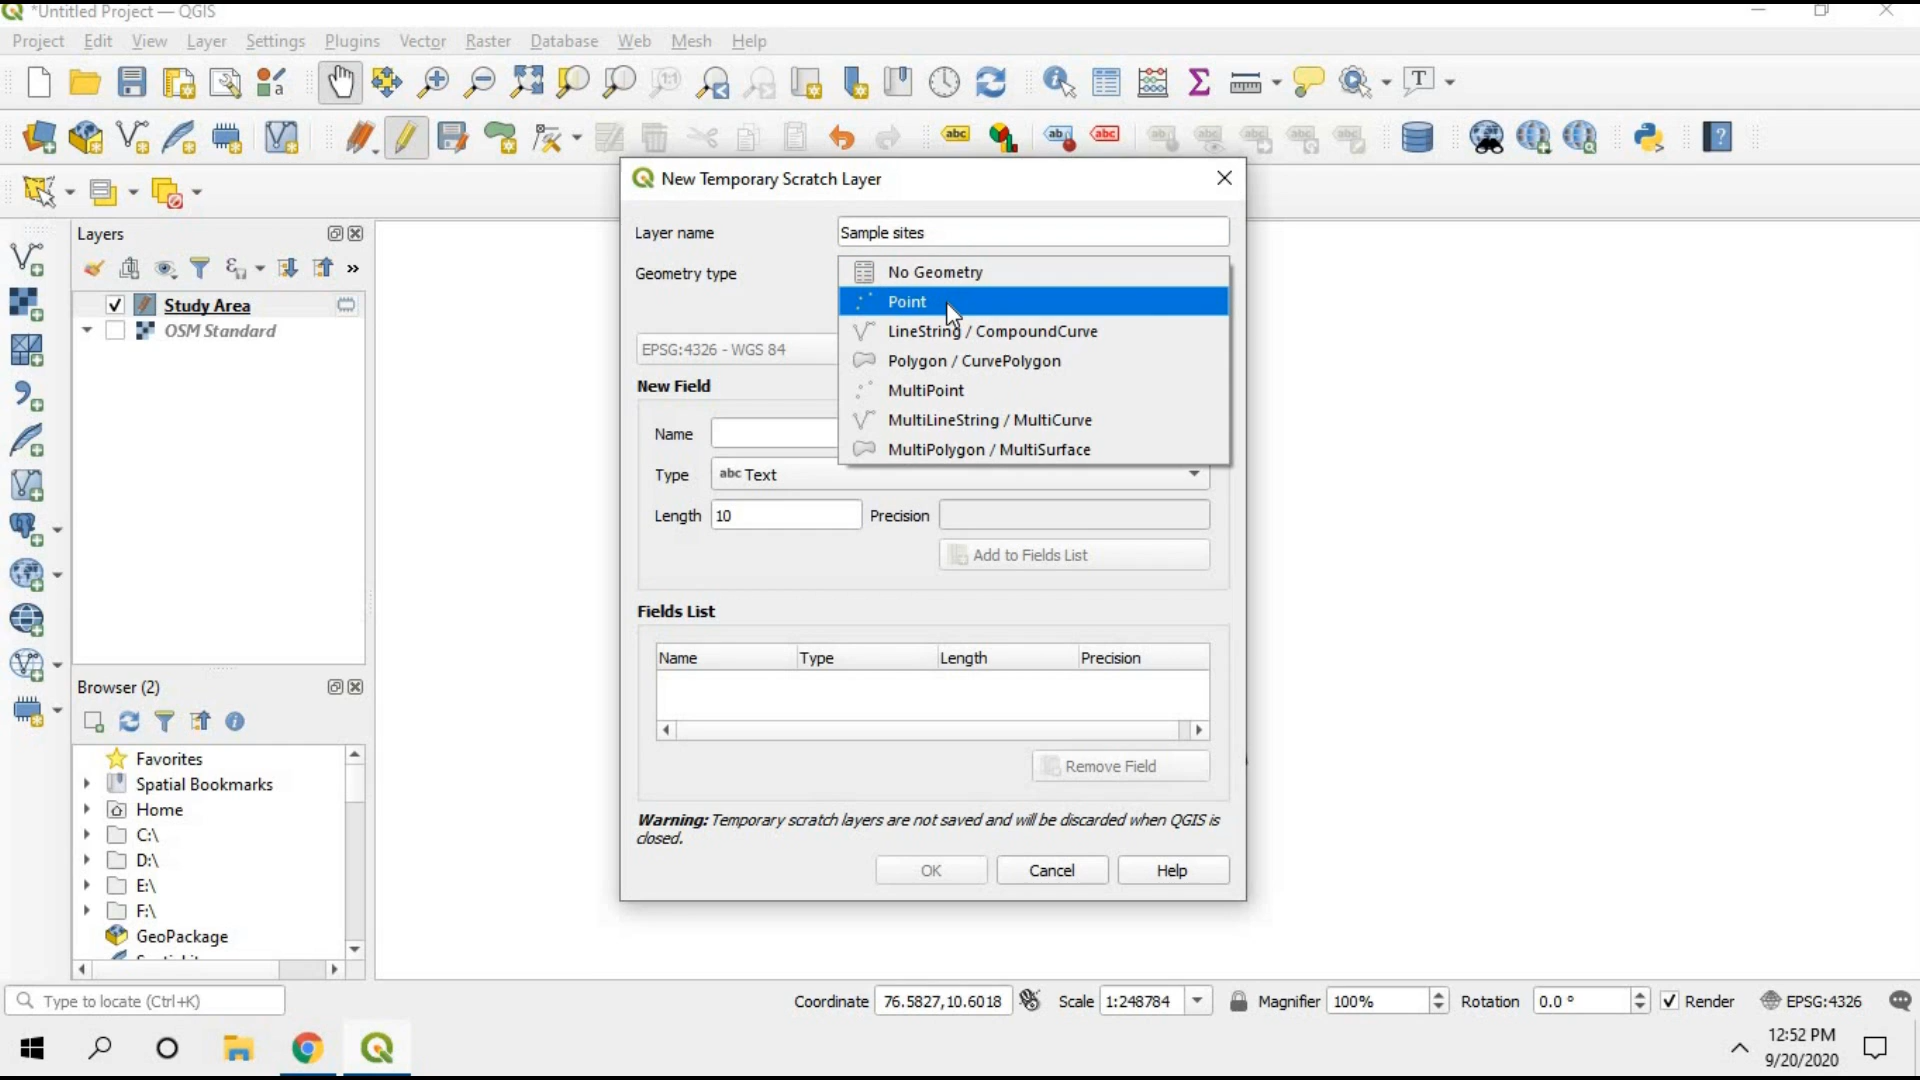 *Untitled Project — QGIS
Project Edit View Layer Settings Plugins Vector Raster Database Web Mesh Help
New Temporary Scratch Layer
Layer name Sample sites
Geometry type
No Geometry
Point
LineString / CompoundCurve
Polygon / CurvePolygon
MultiPoint
MultiLineString / MultiCurve
MultiPolygon / MultiSurface
EPSG:4326 - WGS 84
New Field
Name
Type abc Text
Length 10 Precision
Add to Fields List
Fields List
Name Type Length Precision
Remove Field
Warning: Temporary scratch layers are not saved and will be discarded when QGIS is
closed.
OK Cancel Help
Layers
Study Area
OSM Standard
Browser (2)
Favorites
Spatial Bookmarks
Home
C:\
D:\
E:\
F:\
GeoPackage
Type to locate (Ctrl+K) Coordinate 76.5827,10.6018 Scale 1:248784 Magnifier 100% Rotation 0.0 ° Render EPSG:4326
12:52 PM
9/20/2020